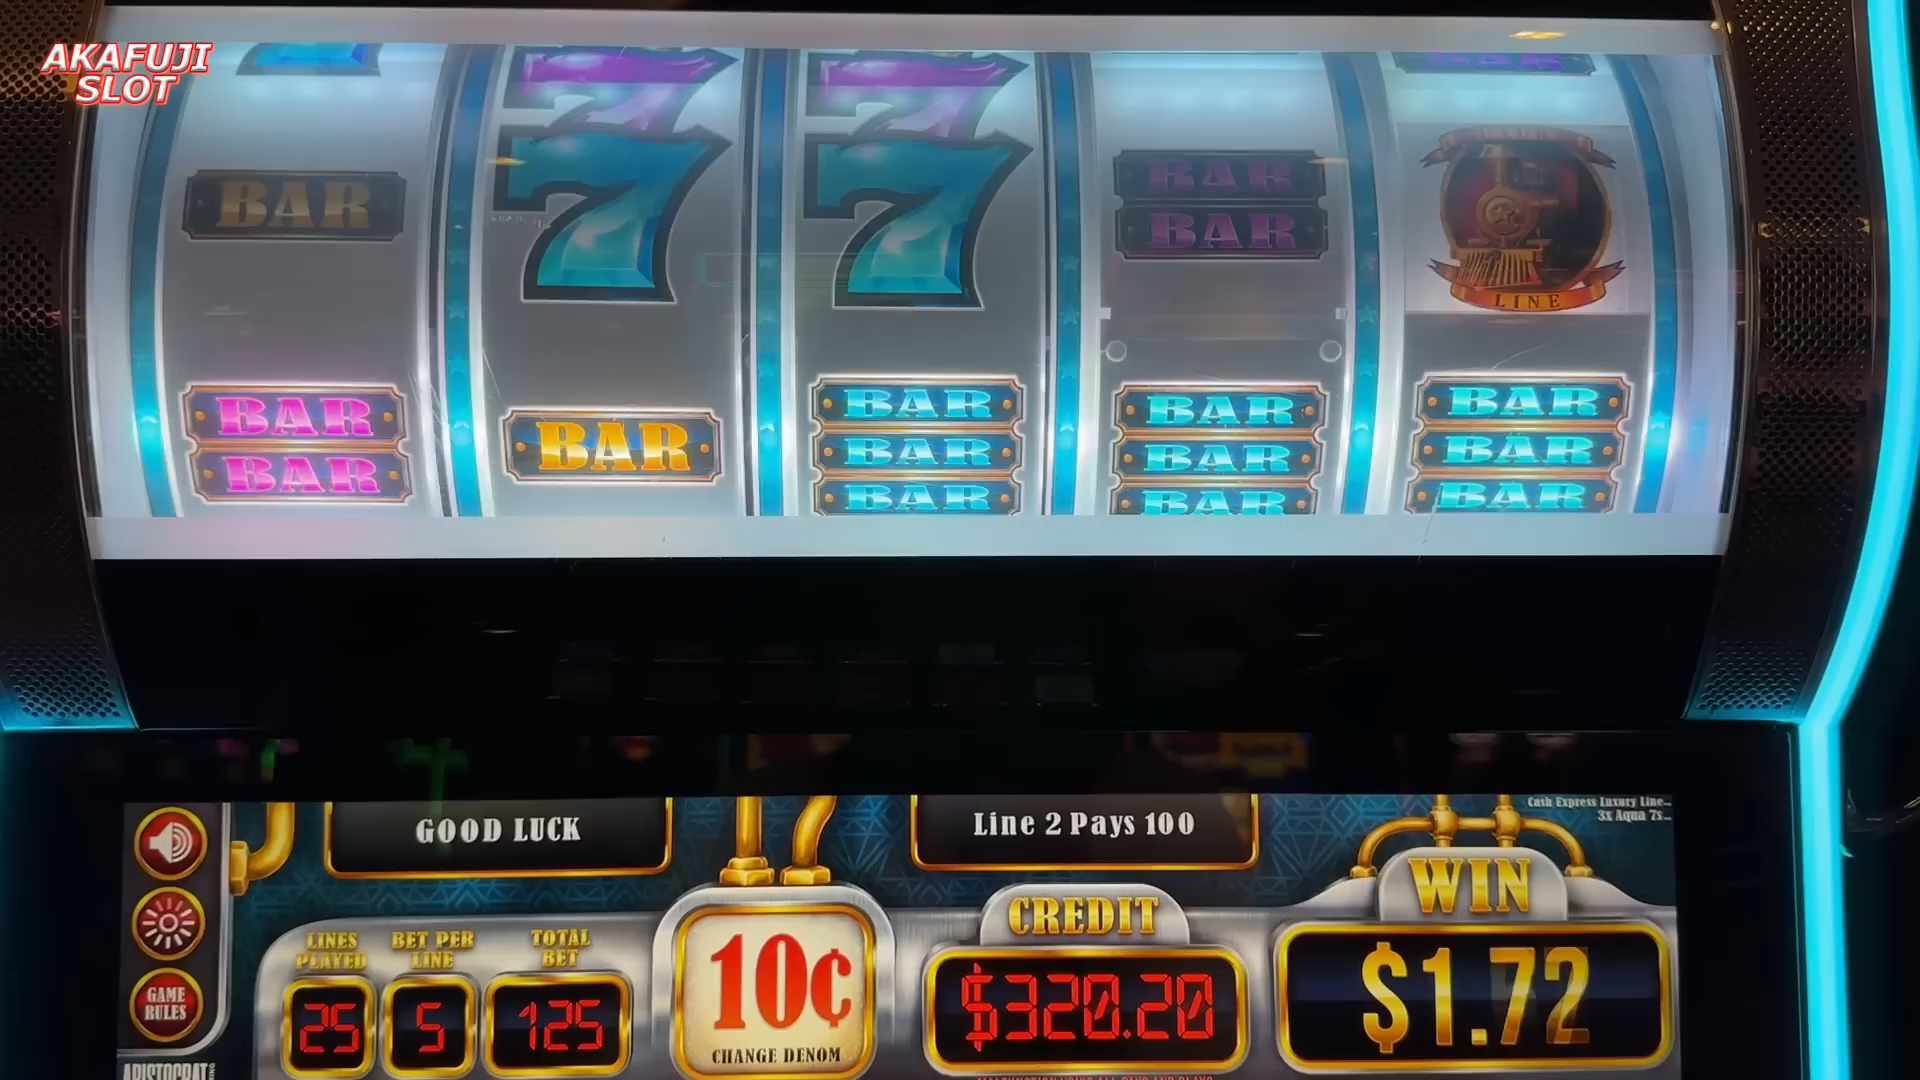 AKAFUJI
SLOT
BAR
BAR
BAR
LINE
BAR
BAR
BAR
BAR
BAR
BAR
BAR
BAR
BAR
BAR
BAR
BAR
GOOD LUCK
Line 2 Pays 100
Cash Express Luxury Line...
3x Aqua 7s...
LINES PLAYED
BET PER LINE
TOTAL BET
25
5
125
10¢
CHANGE DENOM
CREDIT
$320.20
WIN
$1.72
GAME RULES
ARISTOCRAT